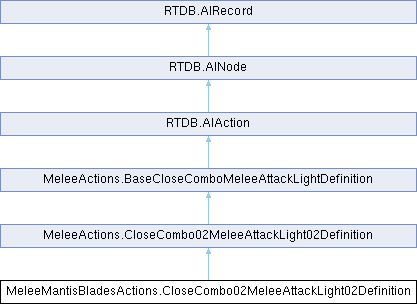 RTDB.AIRecord
RTDB.AINode
RTDB.AIAction
MeleeActions.BaseCloseComboMeleeAttackLightDefinition
MeleeActions.CloseCombo02MeleeAttackLight02Definition
MeleeMantisBladesActions.CloseCombo02MeleeAttackLight02Definition